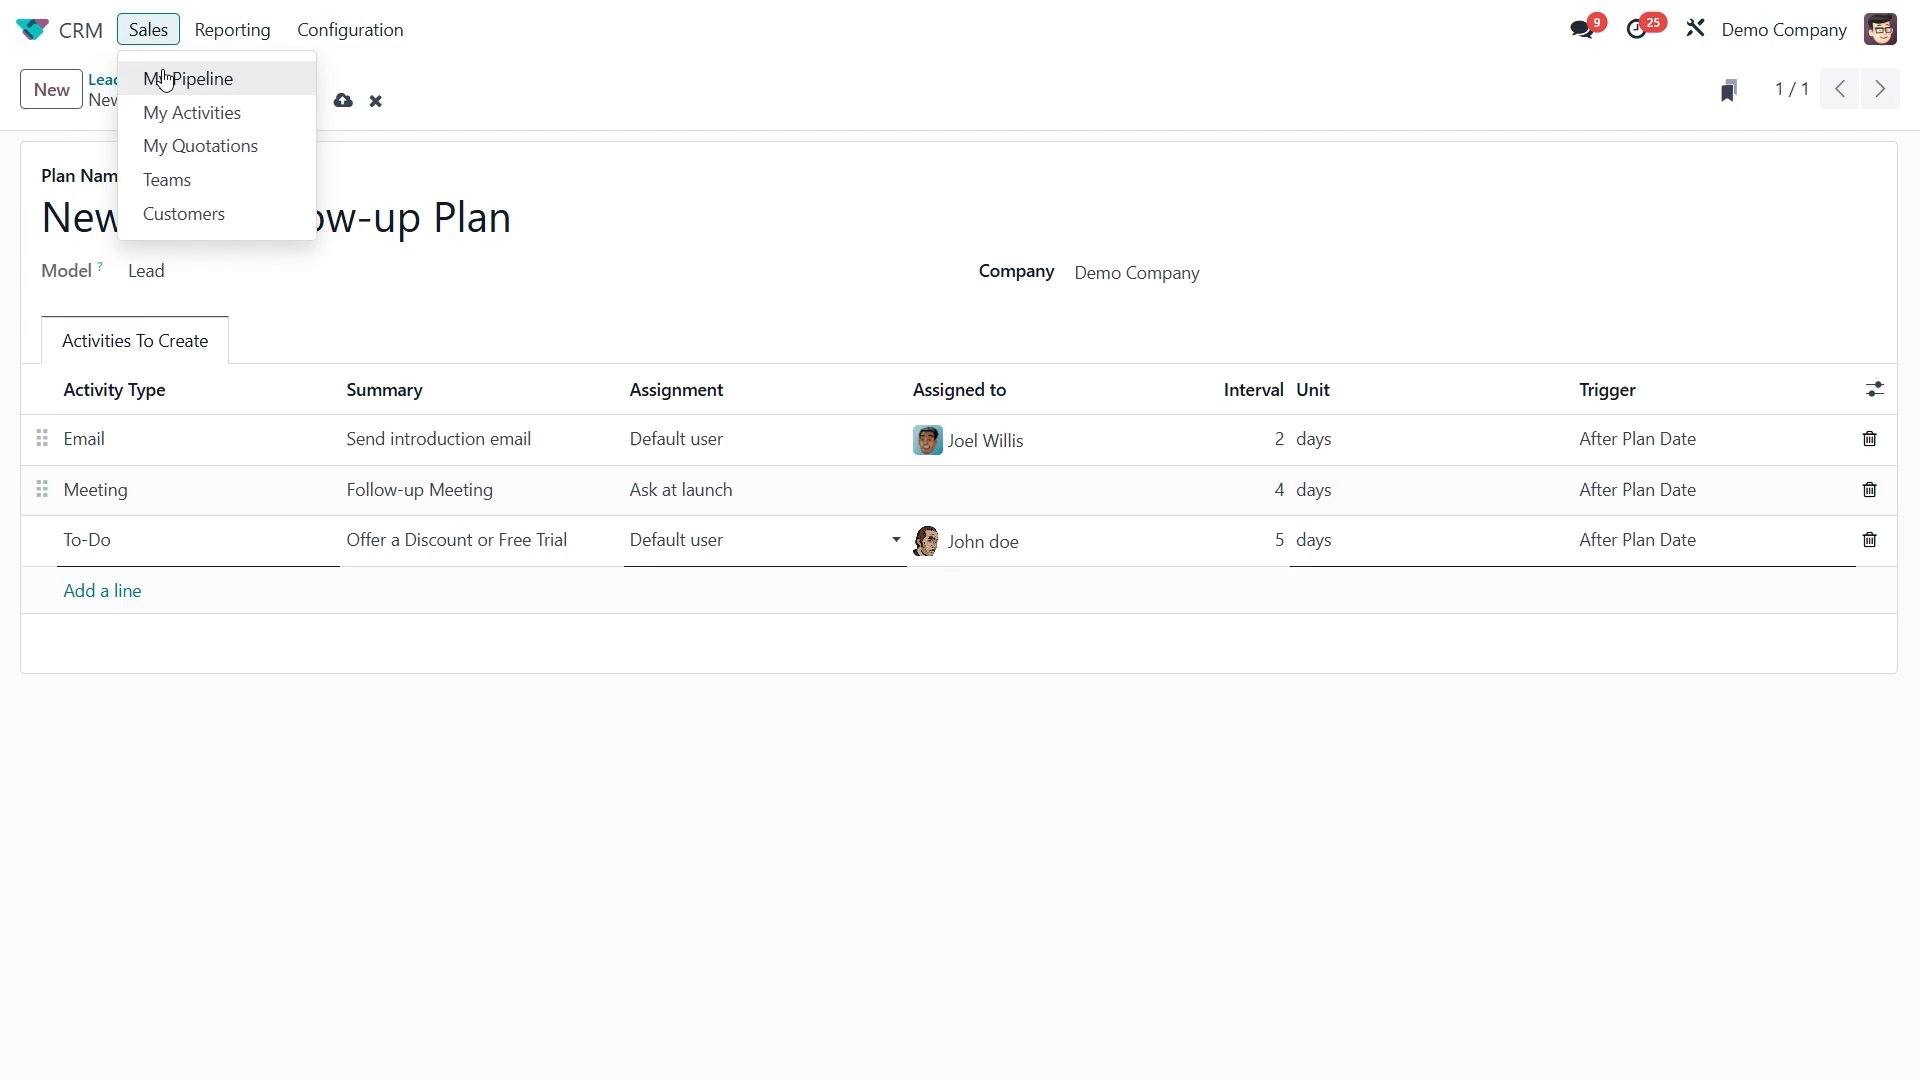 CRM Sales Reporting Configuration 9 25 Demo Company
New Lead My Pipeline 1 / 1
New
My Activities
My Quotations
Teams
Customers
Plan Nam
New ow-up Plan
Model ? Lead Company Demo Company
Activities To Create
Activity Type Summary Assignment Assigned to Interval Unit Trigger
Email Send introduction email Default user Joel Willis 2 days After Plan Date
Meeting Follow-up Meeting Ask at launch 4 days After Plan Date
To-Do Offer a Discount or Free Trial Default user John doe 5 days After Plan Date
Add a line